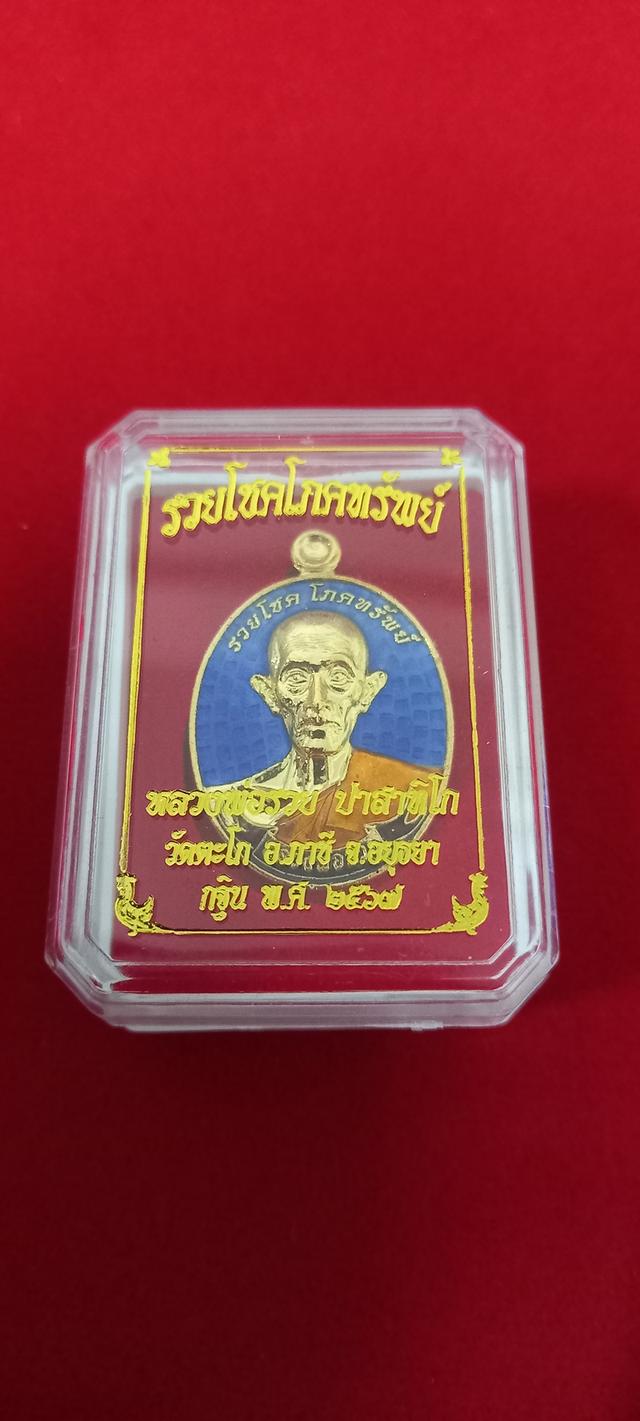 รวยโชคโภคทรัพย์
รวยโชค โภคทรัพย์
หลวงพ่อรวย ปาสาทิโก
วัดตะโก อ.ภาชี จ.อยุธยา
กฐิน พ.ศ. ๒๕๖๗